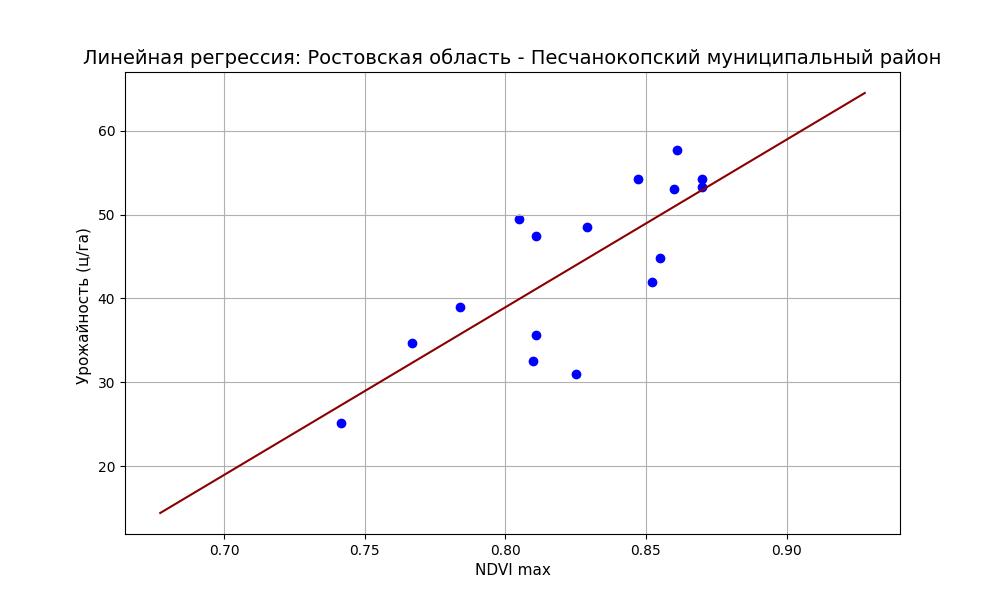 Линейная регрессия: Ростовская область - Песчанокопский муниципальный район
Урожайность (ц/га)
60
50
40
30
20
0.70 0.75 0.80 0.85 0.90
NDVI max